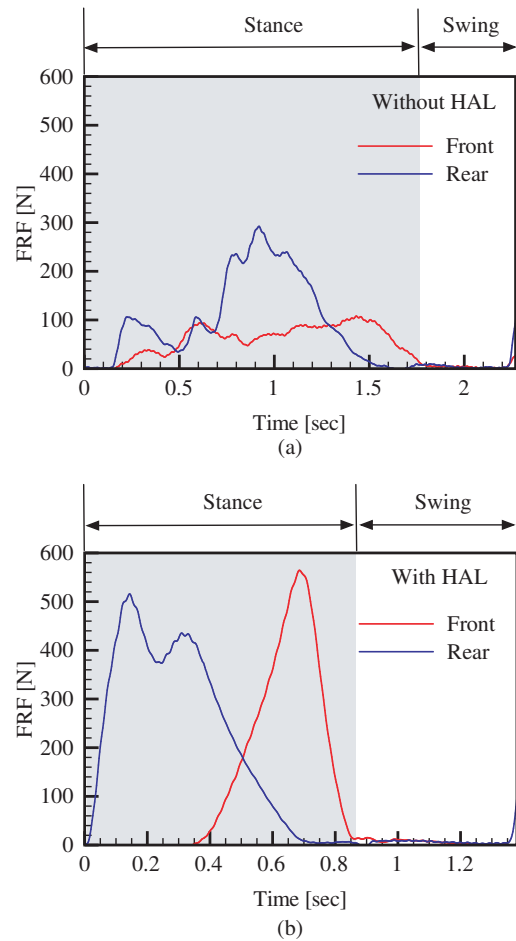 Stance Swing
600
Without HAL
500
Front
400
Rear
FRF [N]
300
200
100
0
0 0.5 1 1.5 2
Time [sec]
(a)
Stance Swing
600
With HAL
500
Front
400
Rear
FRF [N]
300
200
100
0
0 0.2 0.4 0.6 0.8 1 1.2
Time [sec]
(b)